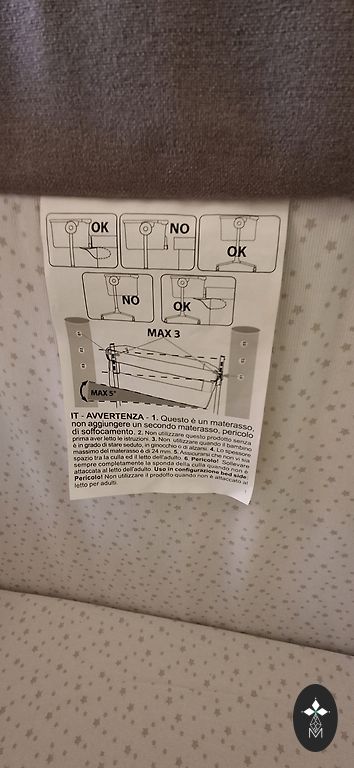 OK
NO
OK
NO
OK
MAX 3
MAX 5°
IT - AVVERTENZA - 1. Questo è un materasso,
non aggiungere un secondo materasso, pericolo
di soffocamento. 2. Non utilizzare questo prodotto senza
prima aver letto le istruzioni. 3. Non utilizzare quando il bambino
è in grado di stare seduto, in ginocchio o di alzarsi. 4. Lo spessore
massimo del materasso è di 24 mm. 5. Assicurarsi che non vi sia
spazio tra la culla ed il letto dell'adulto. 6. Pericolo! Sollevare
sempre completamente la sponda della culla quando non è
attaccata al letto dell'adulto. Uso in configurazione bed side:
Pericolo! Non utilizzare il prodotto quando non è attaccato al
letto per adulti.
1
M